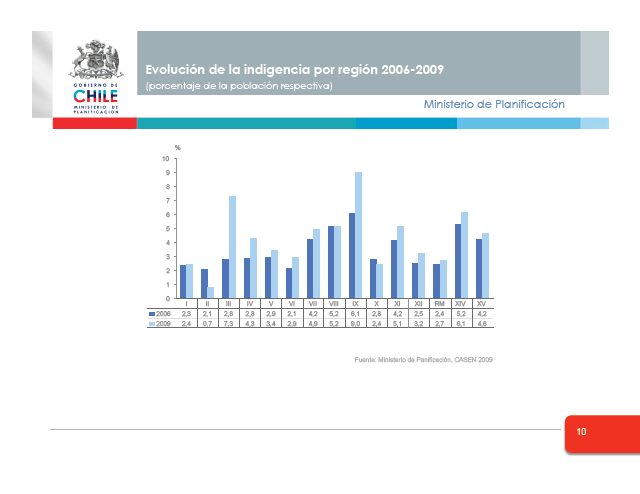 GOBIERNO DE
CHILE
MINISTERIO DE
PLANIFICACIÓN
Evolución de la indigencia por región 2006-2009
(porcentaje de la población respectiva)
Ministerio de Planificación
%
10
9
8
7
6
5
4
3
2
1
0
I II III IV V VI VII VIII IX X XI XII RM XIV XV
2006 2,3 2,1 2,8 2,8 2,9 2,1 4,2 5,2 6,1 2,8 4,2 2,5 2,4 5,2 4,2
2009 2,4 0,7 7,3 4,3 3,4 2,9 4,9 5,2 9,0 2,4 5,1 3,2 2,7 6,1 4,6
Fuente: Ministerio de Panificación, CASEN 2009
10